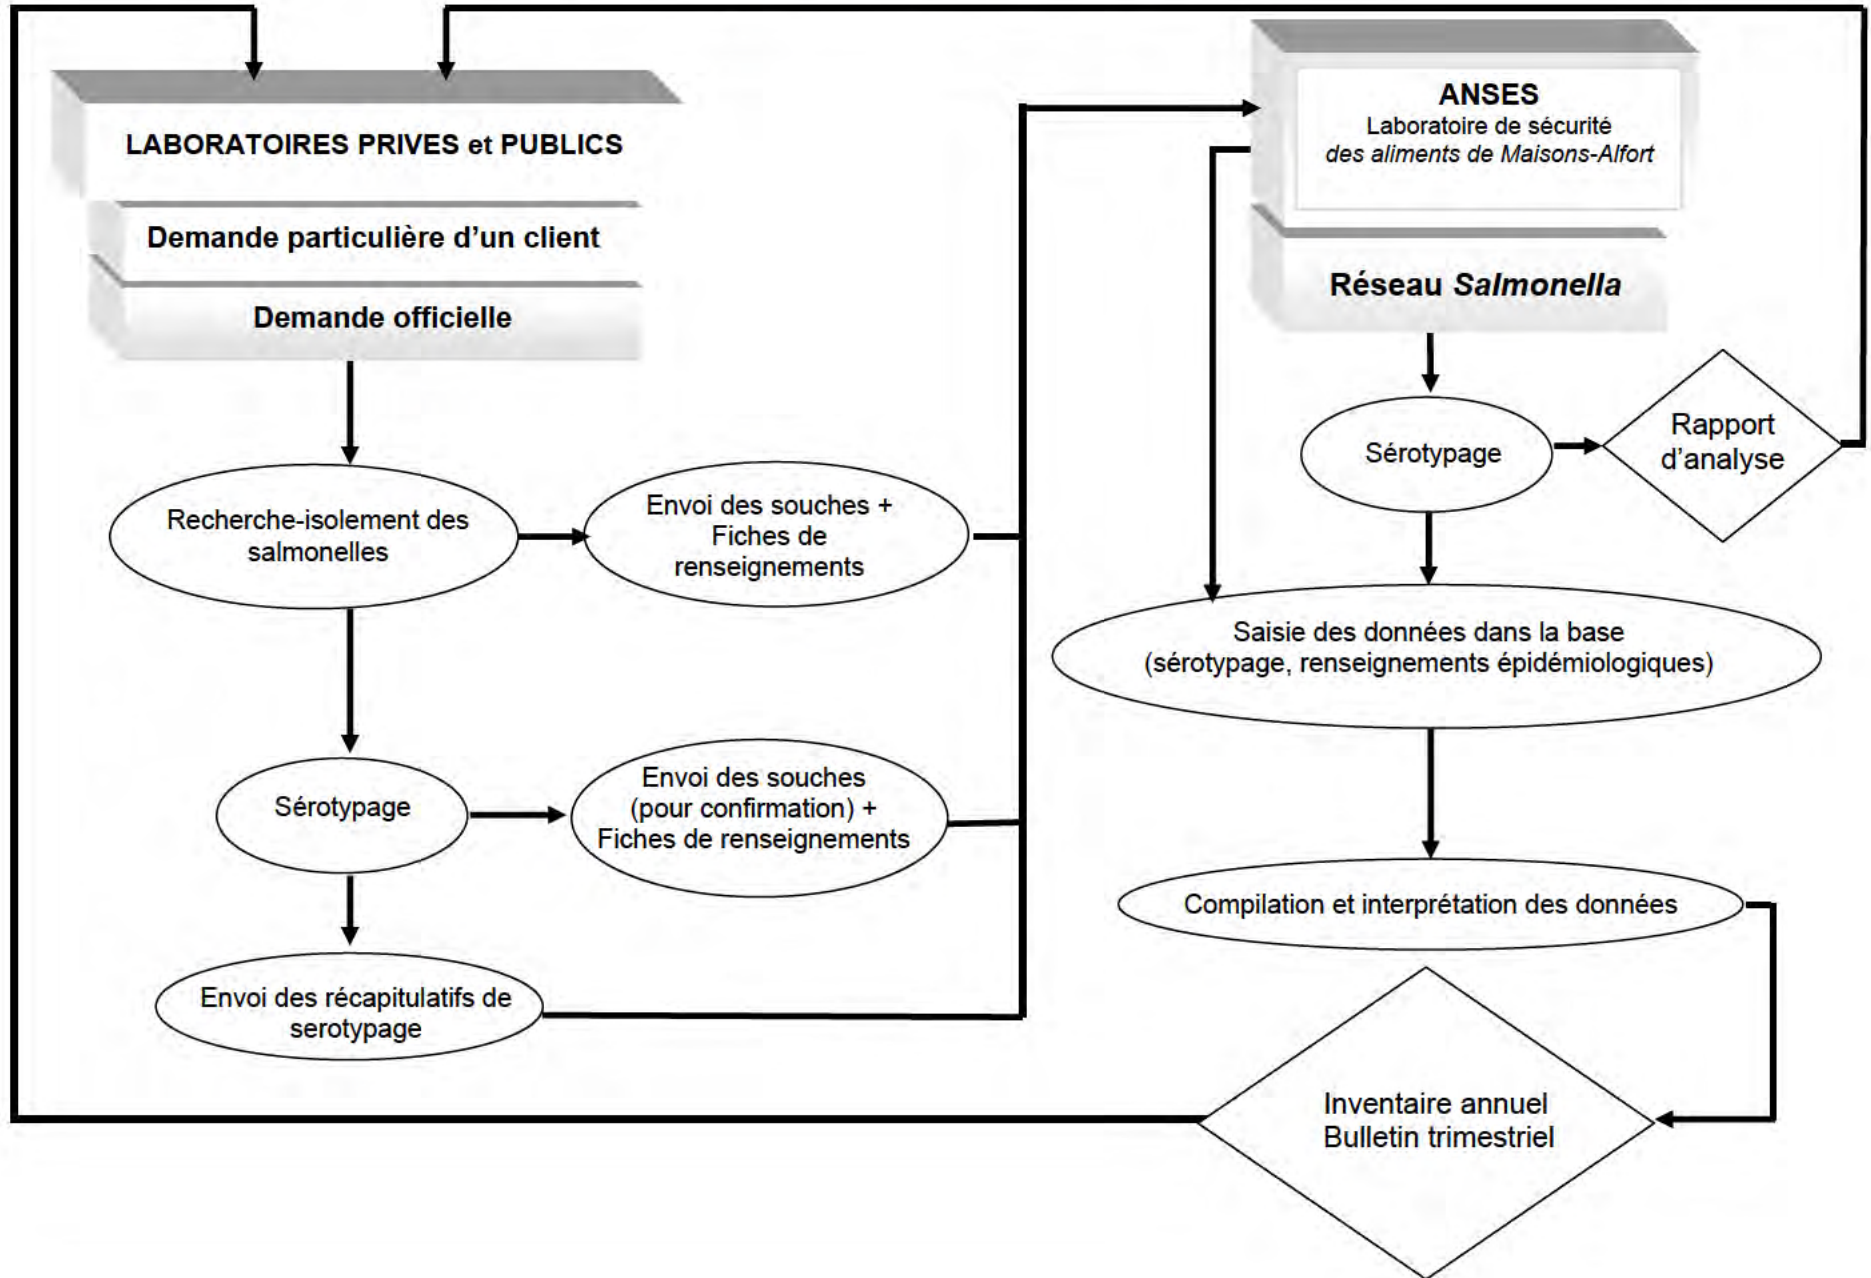 LABORATOIRES PRIVES et PUBLICS
Demande particulière d'un client
Demande officielle
Recherche-isolement des
salmonelles
Envoi des souches +
Fiches de
renseignements
Sérotypage
Envoi des souches
(pour confirmation) +
Fiches de renseignements
Envoi des récapitulatifs de
serotypage
ANSES
Laboratoire de sécurité
des aliments de Maisons-Alfort
Réseau Salmonella
Sérotypage
Rapport
d'analyse
Saisie des données dans la base
(sérotypage, renseignements épidémiologiques)
Compilation et interprétation des données
Inventaire annuel
Bulletin trimestriel